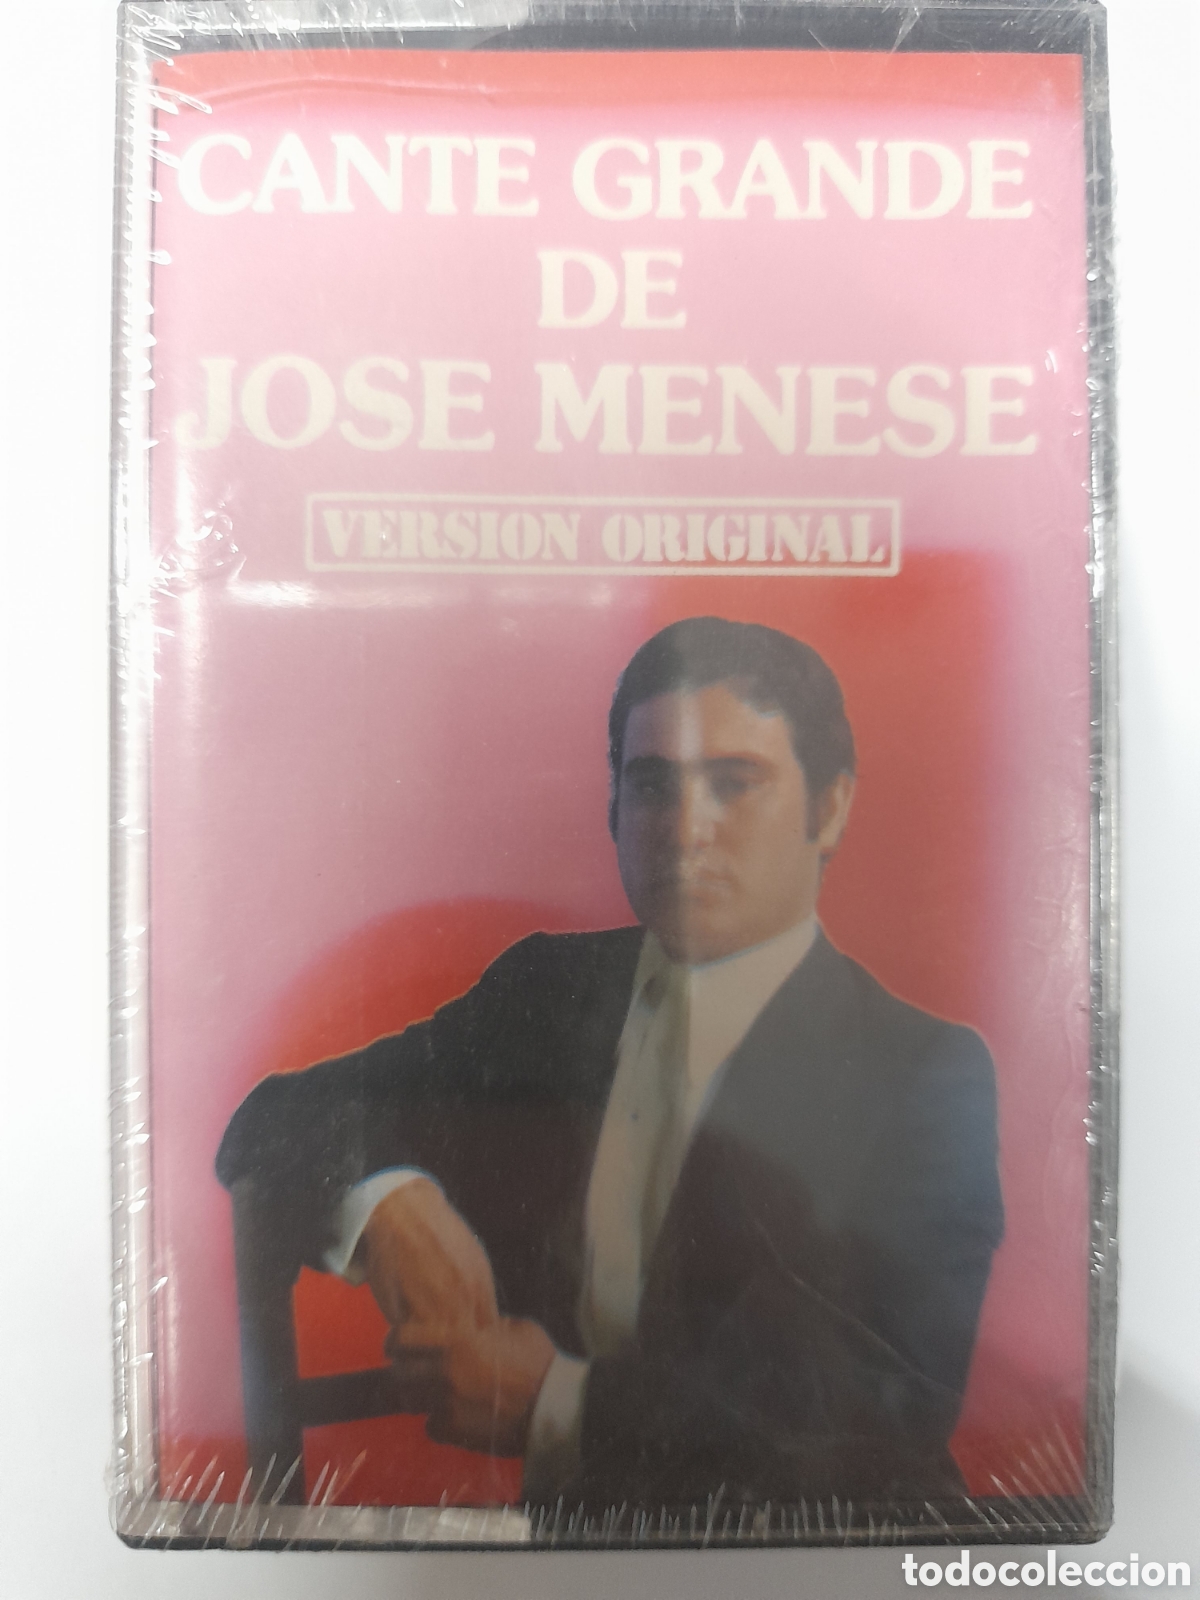 CANTE GRANDE
DE
JOSE MENESE
VERSION ORIGINAL
todocoleccion